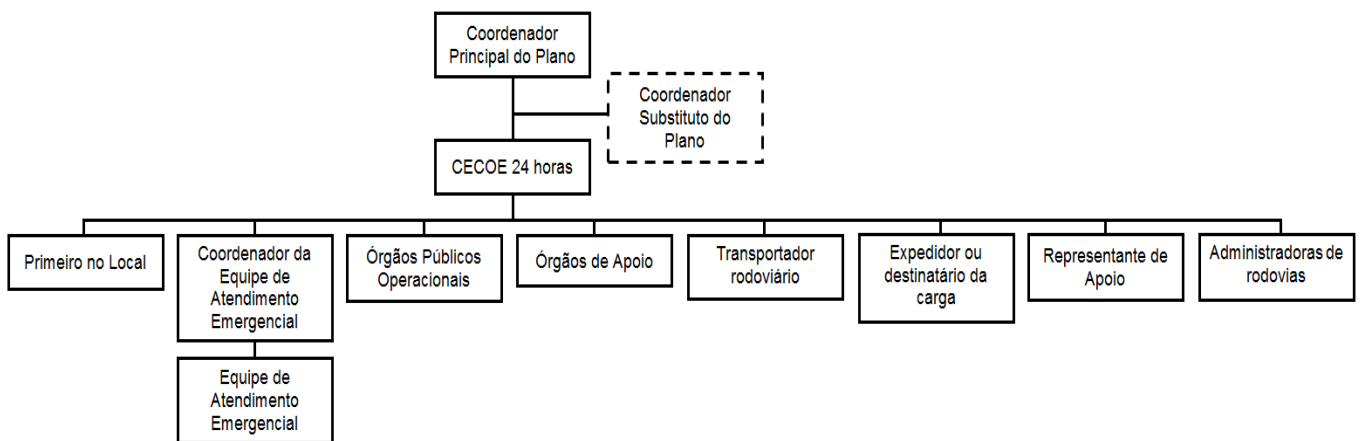 Coordenador
Principal do Plano
Coordenador
Substituto do
Plano
CECOE 24 horas
Primeiro no Local
Coordenador da
Equipe de
Atendimento
Emergencial
Órgãos Públicos
Operacionais
Órgãos de Apoio
Transportador
rodoviário
Expedidor ou
destinatário da
carga
Representante de
Apoio
Administradoras de
rodovias
Equipe de
Atendimento
Emergencial